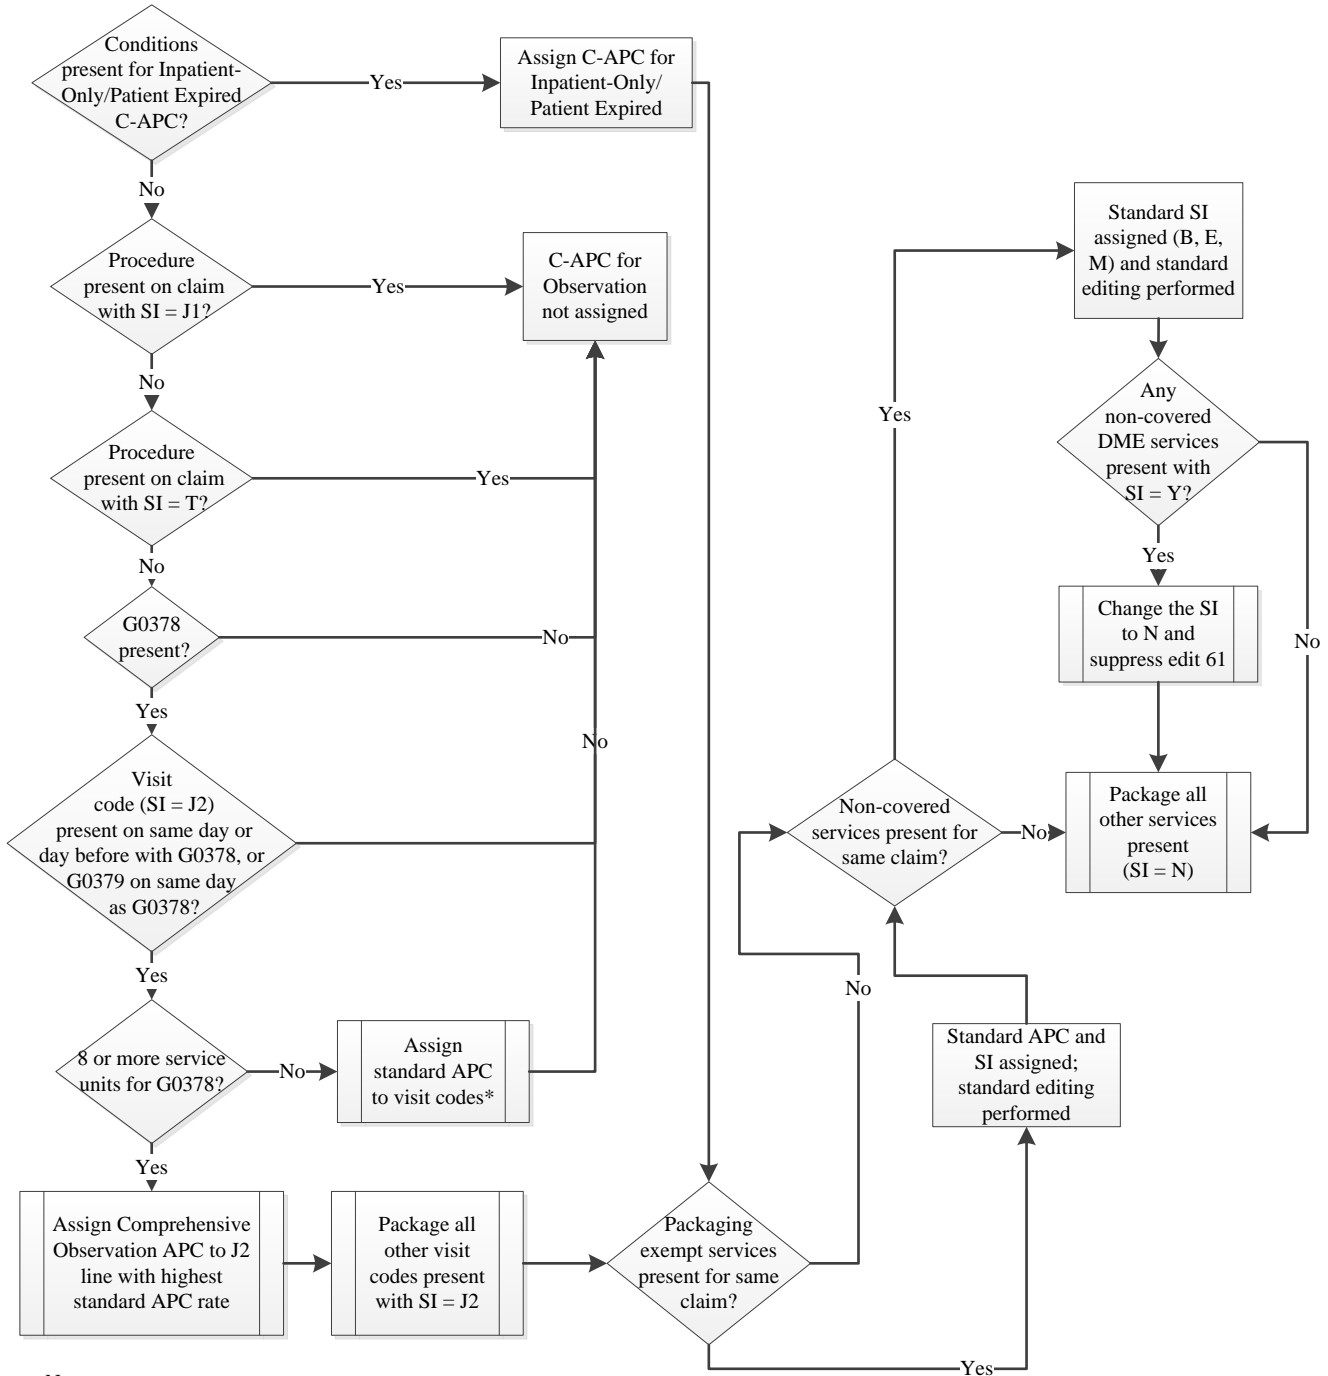 Conditions
present for Inpatient-
Only/Patient Expired
C-APC?
Yes
Assign C-APC for
Inpatient-Only/
Patient Expired
No
Procedure
present on claim
with SI = J1?
Yes
C-APC for
Observation
not assigned
No
Procedure
present on claim
with SI = T?
Yes
No
G0378
present?
No
Yes
Visit
code (SI = J2)
present on same day or
day before with G0378, or
G0379 on same day
as G0378?
No
Yes
8 or more service
units for G0378?
No
Assign
standard APC
to visit codes*
Yes
Assign Comprehensive
Observation APC to J2
line with highest
standard APC rate
Package all
other visit
codes present
with SI = J2
Packaging
exempt services
present for same
claim?
No
Yes
Standard APC and
SI assigned;
standard editing
performed
Non-covered
services present for
same claim?
No
Yes
Standard SI
assigned (B, E,
M) and standard
editing performed
Any
non-covered
DME services
present with
SI = Y?
Yes
No
Change the SI
to N and
suppress edit 61
Package all
other services
present
(SI = N)